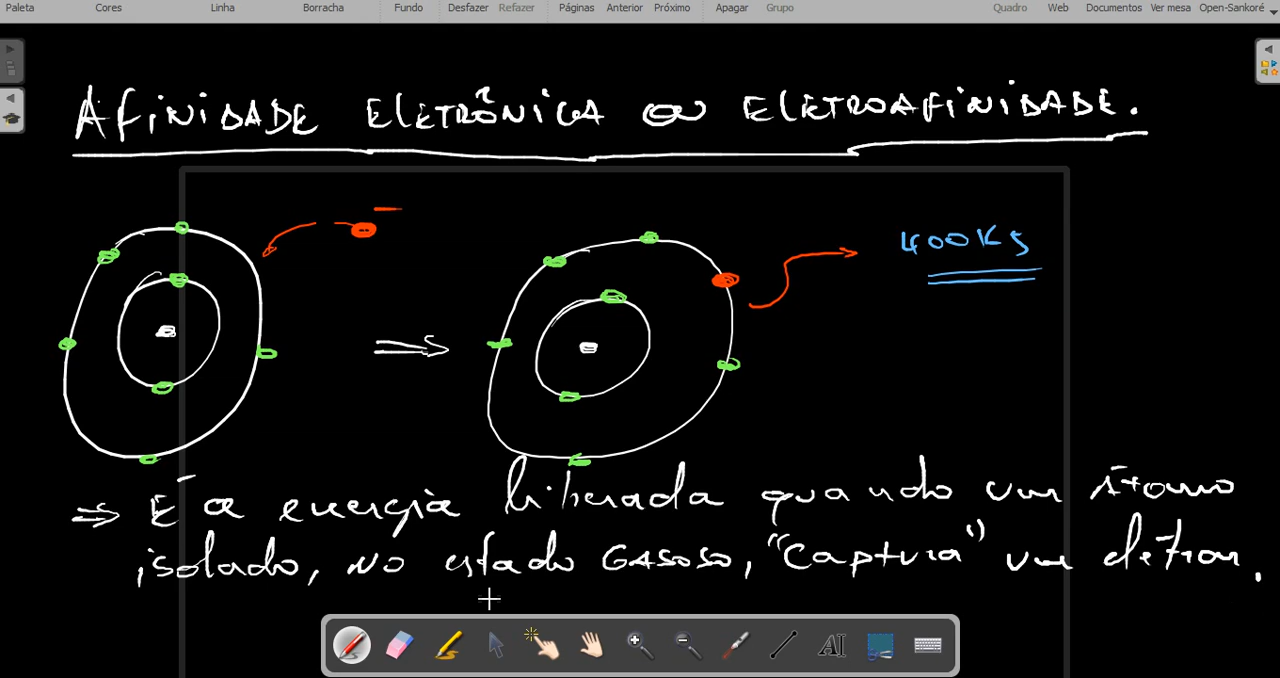 Paleta Cores Linha Borracha Fundo Desfazer Refazer Páginas Anterior Próximo Apagar Grupo Quadro Web Documentos Ver mesa Open-Sankoré
AFINIDADE ELETRÔNICA OU ELETROAFINIDADE.
400KJ
⇒ É a energia liberada quando um átomo
isolado, no estado GASOSO, "Captura" um elétron.
AI